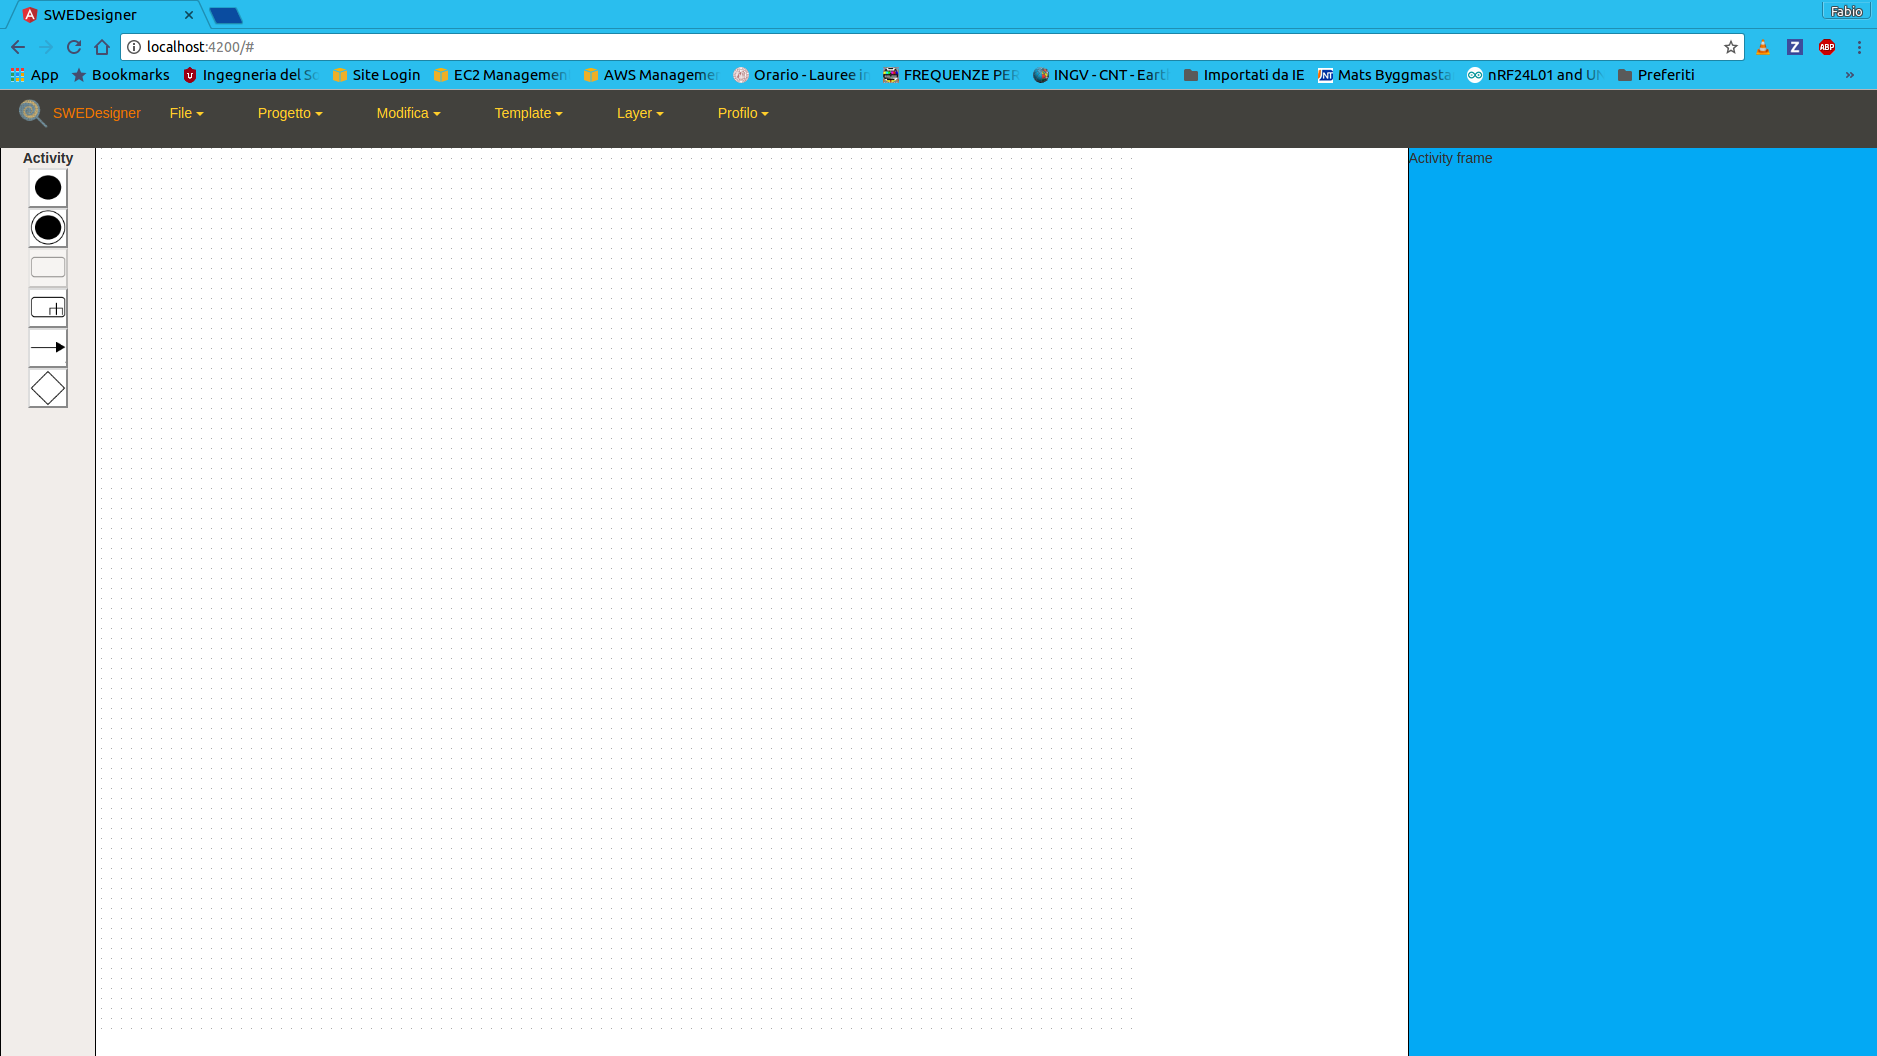 SWEDesigner
Fabio
localhost:4200/#
App Bookmarks Ingegneria del Sc Site Login EC2 Managemen AWS Managemen Orario - Lauree in FREQUENZE PER INGV - CNT - Eart Importati da IE Mats Byggmasta nRF24L01 and UN Preferiti »
SWEDesigner File Progetto Modifica Template Layer Profilo
Activity
Activity frame
Z
ABP